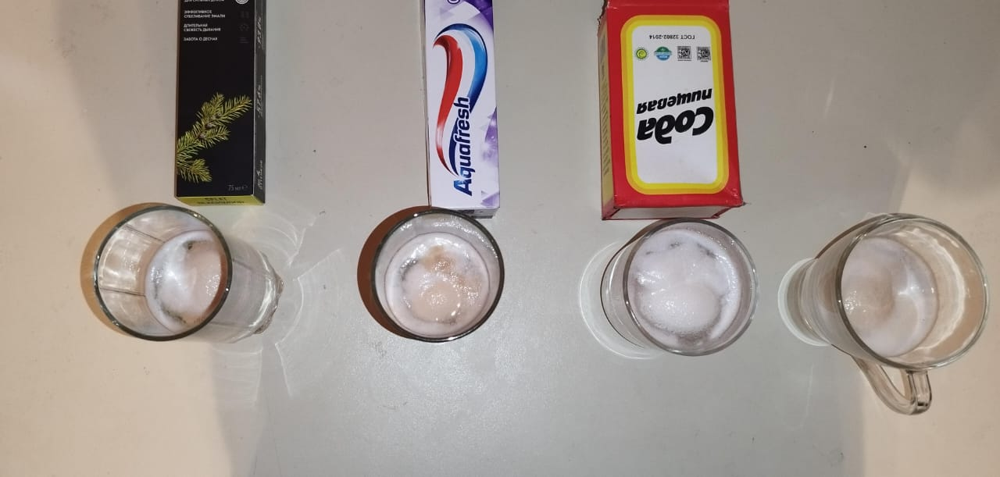 ЭФФЕКТИВНОЕ
ОТБЕЛИВАНИЕ ЭМАЛИ
ДЛИТЕЛЬНАЯ
СВЕЖЕСТЬ ДЫХАНИЯ
ЗАБОТА О ДЕСНАХ
75 мл
Aquafresh
ГОСТ 32802-2014
Сода
пищевая